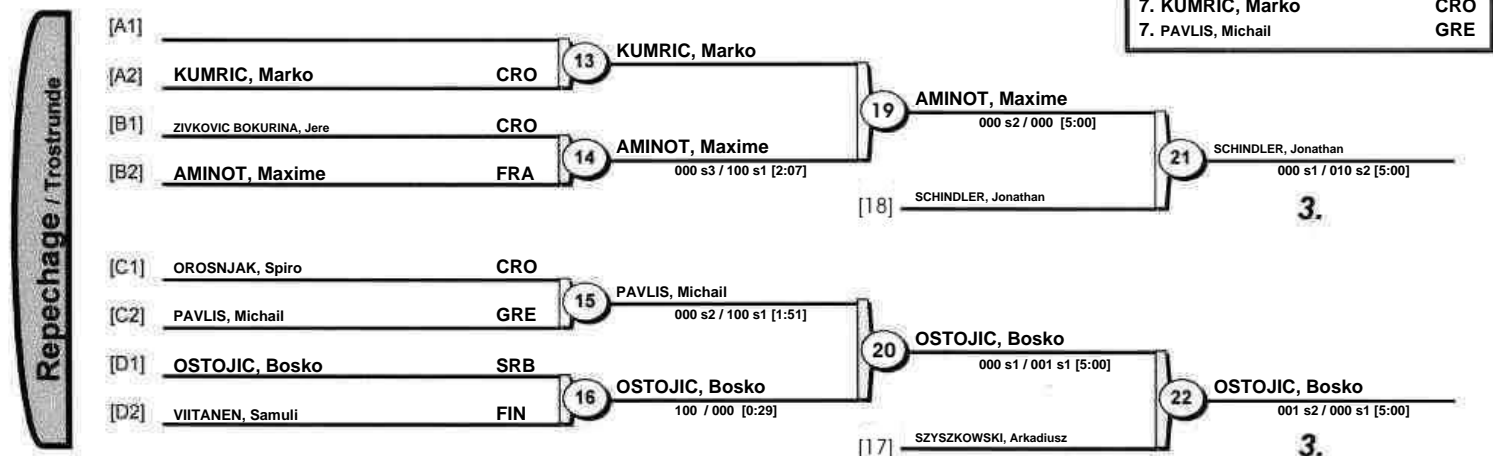 7. KUMRIC, Marko CRO
7. PAVLIS, Michail GRE
Repechage / Trostrunde
[A1]
[A2] KUMRIC, Marko CRO
13 KUMRIC, Marko
[B1] ZIVKOVIC BOKURINA, Jere CRO
[B2] AMINOT, Maxime FRA
14 AMINOT, Maxime
000 s3 / 100 s1 [2:07]
19 AMINOT, Maxime
000 s2 / 000 [5:00]
[18] SCHINDLER, Jonathan
21 SCHINDLER, Jonathan
000 s1 / 010 s2 [5:00]
3.
[C1] OROSNJAK, Spiro CRO
[C2] PAVLIS, Michail GRE
15 PAVLIS, Michail
000 s2 / 100 s1 [1:51]
[D1] OSTOJIC, Bosko SRB
[D2] VIITANEN, Samuli FIN
16 OSTOJIC, Bosko
100 / 000 [0:29]
20 OSTOJIC, Bosko
000 s1 / 001 s1 [5:00]
[17] SZYSZKOWSKI, Arkadiusz
22 OSTOJIC, Bosko
001 s2 / 000 s1 [5:00]
3.